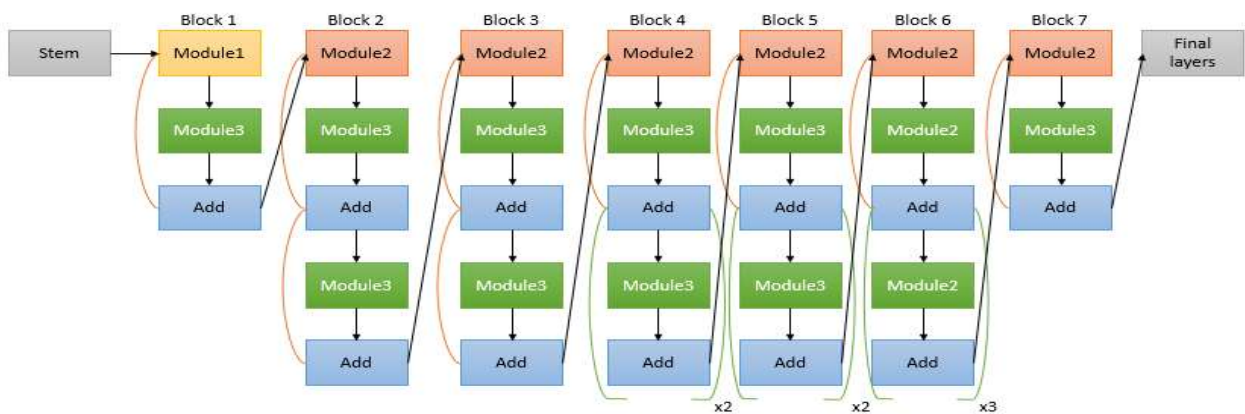 Block 1 Block 2 Block 3 Block 4 Block 5 Block 6 Block 7
Stem Module1 Module2 Module2 Module2 Module2 Module2 Module2 Final
layers
Module3 Module3 Module3 Module3 Module3 Module2 Module3
Add Add Add Add Add Add Add
Module3 Module3 Module3 Module3 Module2
Add Add Add Add Add
x2 x2 x3